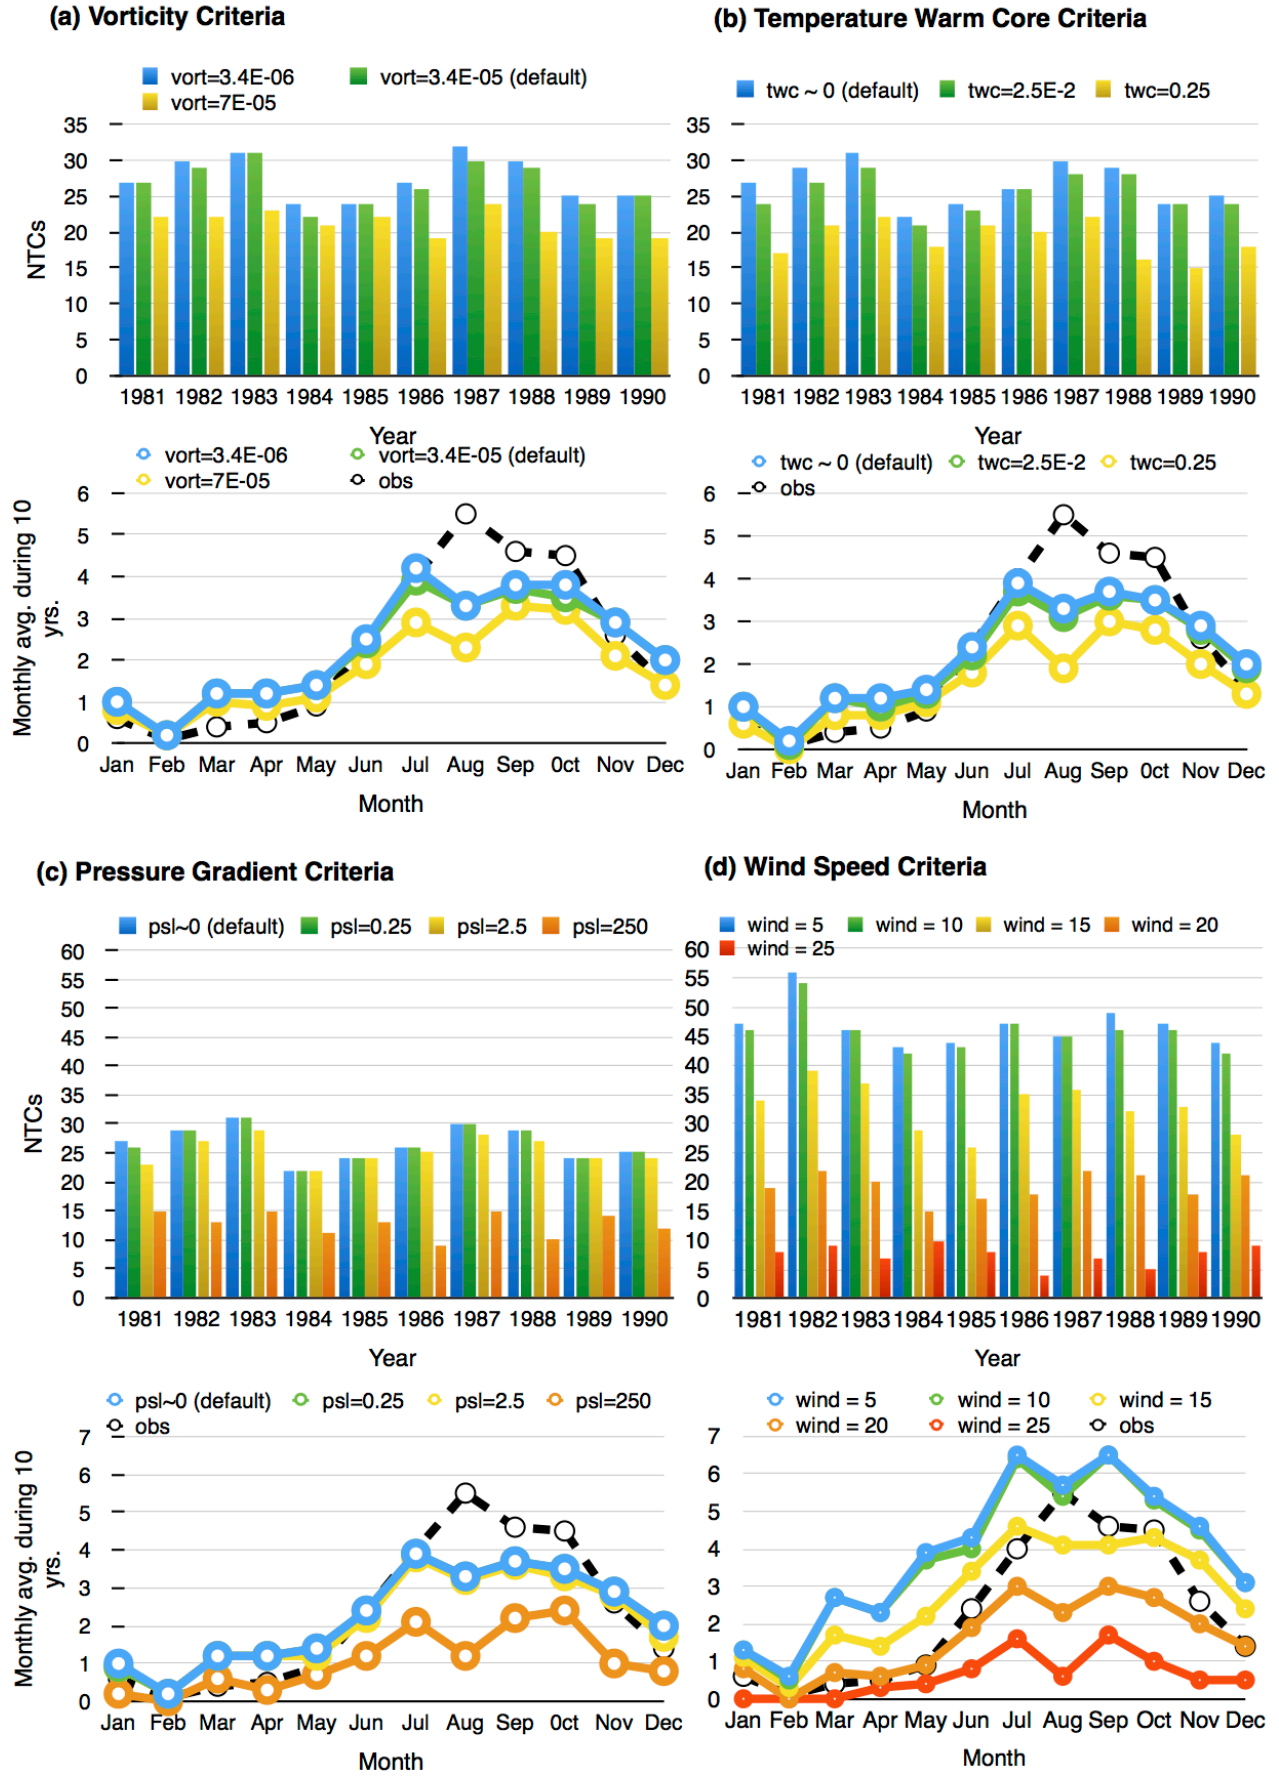 (a) Vorticity Criteria
vort=3.4E-06 vort=3.4E-05 (default)
vort=7E-05
35
30
25
20
15
10
5
0
NTCs
1981 1982 1983 1984 1985 1986 1987 1988 1989 1990
Year
vort=3.4E-06 vort=3.4E-05 (default)
vort=7E-05 obs
6
5
4
3
2
1
0
Monthly avg. during 10
yrs.
Jan Feb Mar Apr May Jun Jul Aug Sep 0ct Nov Dec
Month
(b) Temperature Warm Core Criteria
twc ~ 0 (default) twc=2.5E-2 twc=0.25
35
30
25
20
15
10
5
0
1981 1982 1983 1984 1985 1986 1987 1988 1989 1990
Year
twc ~ 0 (default) twc=2.5E-2 twc=0.25
obs
6
5
4
3
2
1
0
Jan Feb Mar Apr May Jun Jul Aug Sep 0ct Nov Dec
Month
(c) Pressure Gradient Criteria
psl~0 (default) psl=0.25 psl=2.5 psl=250
60
55
50
45
40
35
30
25
20
15
10
5
0
NTCs
1981 1982 1983 1984 1985 1986 1987 1988 1989 1990
Year
psl~0 (default) psl=0.25 psl=2.5 psl=250
obs
7
6
5
4
3
2
1
0
Monthly avg. during 10
yrs.
Jan Feb Mar Apr May Jun Jul Aug Sep 0ct Nov Dec
Month
(d) Wind Speed Criteria
wind = 5 wind = 10 wind = 15 wind = 20
wind = 25
60
55
50
45
40
35
30
25
20
15
10
5
0
1981 1982 1983 1984 1985 1986 1987 1988 1989 1990
Year
wind = 5 wind = 10 wind = 15
wind = 20 wind = 25 obs
7
6
5
4
3
2
1
0
Jan Feb Mar Apr May Jun Jul Aug Sep Oct Nov Dec
Month